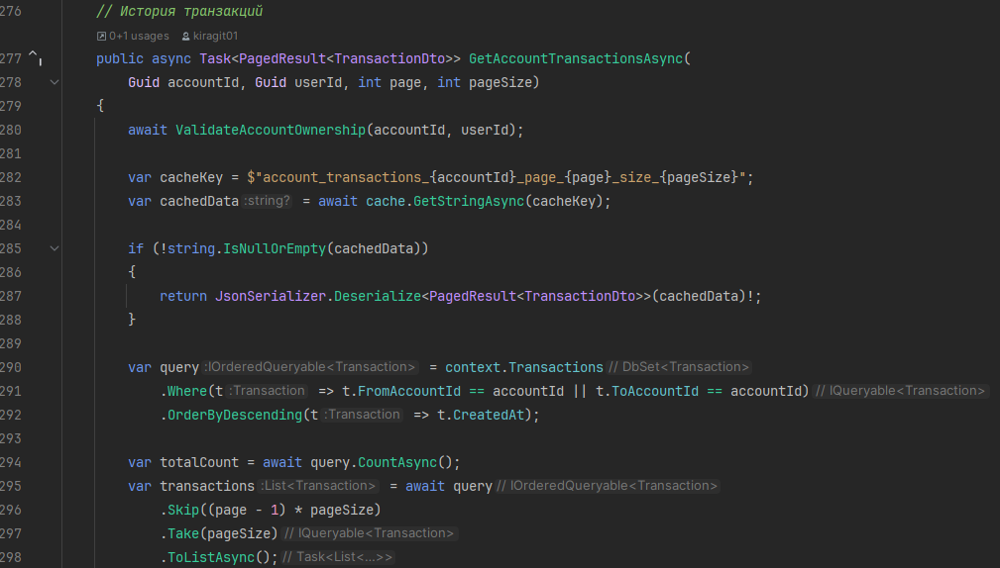 276 // История транзакций
0+1 usages kiragit01
277 public async Task<PagedResult<TransactionDto>> GetAccountTransactionsAsync(
278 Guid accountId, Guid userId, int page, int pageSize)
279 {
280 await ValidateAccountOwnership(accountId, userId);
281
282 var cacheKey = $"account_transactions_{accountId}_page_{page}_size_{pageSize}";
283 var cachedData :string? = await cache.GetStringAsync(cacheKey);
284
285 if (!string.IsNullOrEmpty(cachedData))
286 {
287 return JsonSerializer.Deserialize<PagedResult<TransactionDto>>(cachedData)!;
288 }
289
290 var query :IOrderedQueryable<Transaction> = context.Transactions // DbSet<Transaction>
291 .Where(t :Transaction => t.FromAccountId == accountId || t.ToAccountId == accountId) // IQueryable<Transaction>
292 .OrderByDescending(t :Transaction => t.CreatedAt);
293
294 var totalCount = await query.CountAsync();
295 var transactions :List<Transaction> = await query // IOrderedQueryable<Transaction>
296 .Skip((page - 1) * pageSize)
297 .Take(pageSize) // IQueryable<Transaction>
298 .ToListAsync(); // Task<List<...>>